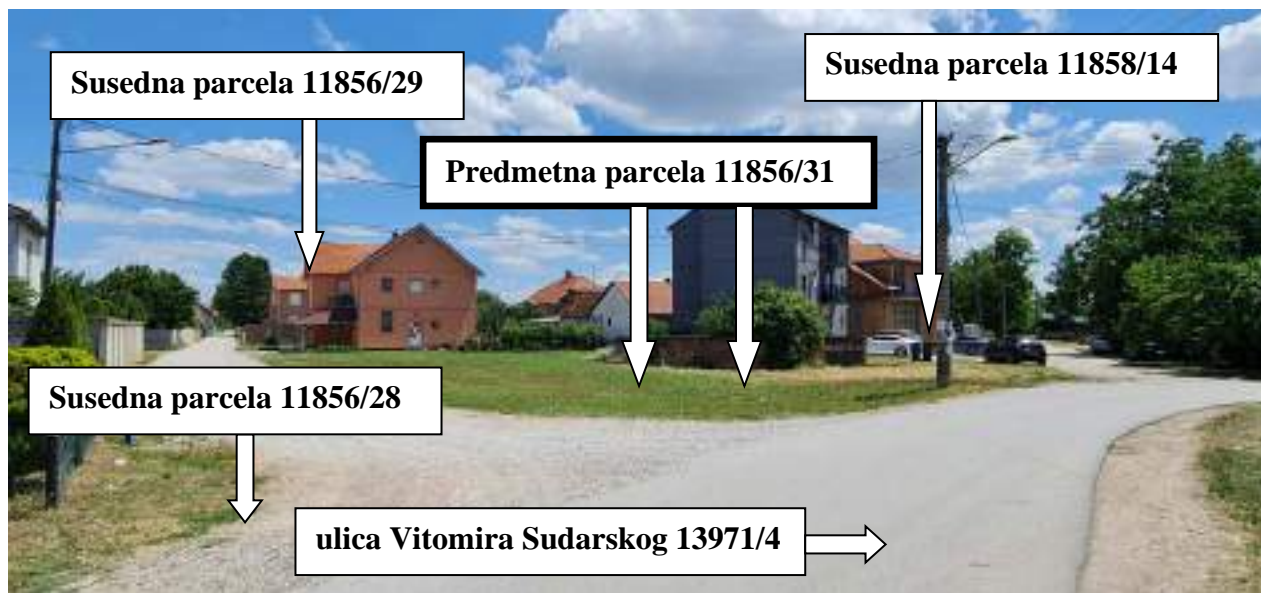 Susedna parcela 11856/29
Susedna parcela 11858/14
Predmetna parcela 11856/31
Susedna parcela 11856/28
ulica Vitomira Sudarskog 13971/4